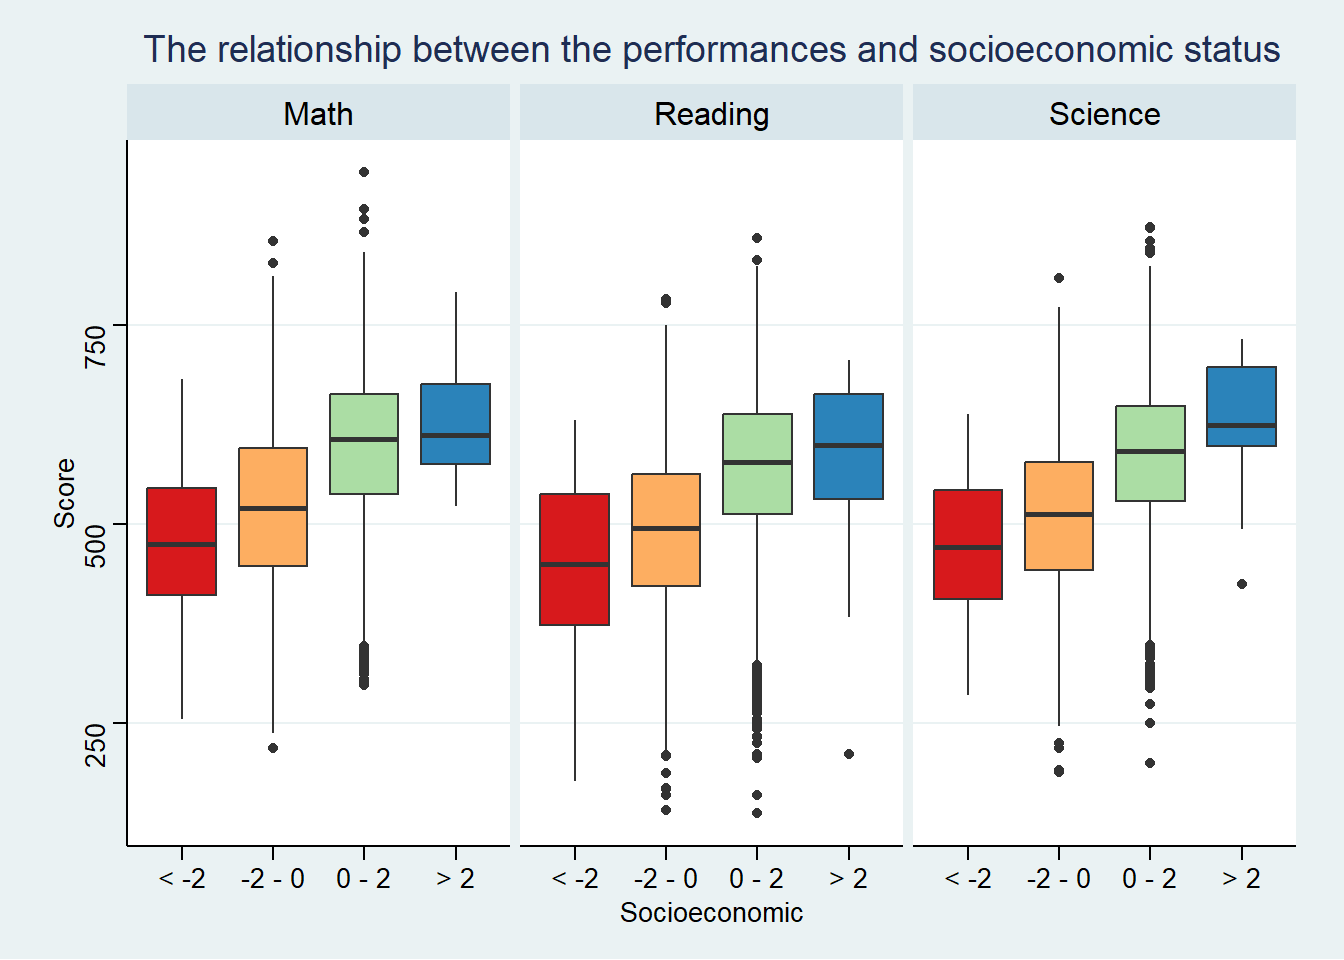 The relationship between the performances and socioeconomic status
Math Reading Science
Score
750
500
250
< -2 -2 - 0 0 - 2 > 2 < -2 -2 - 0 0 - 2 > 2 < -2 -2 - 0 0 - 2 > 2
Socioeconomic